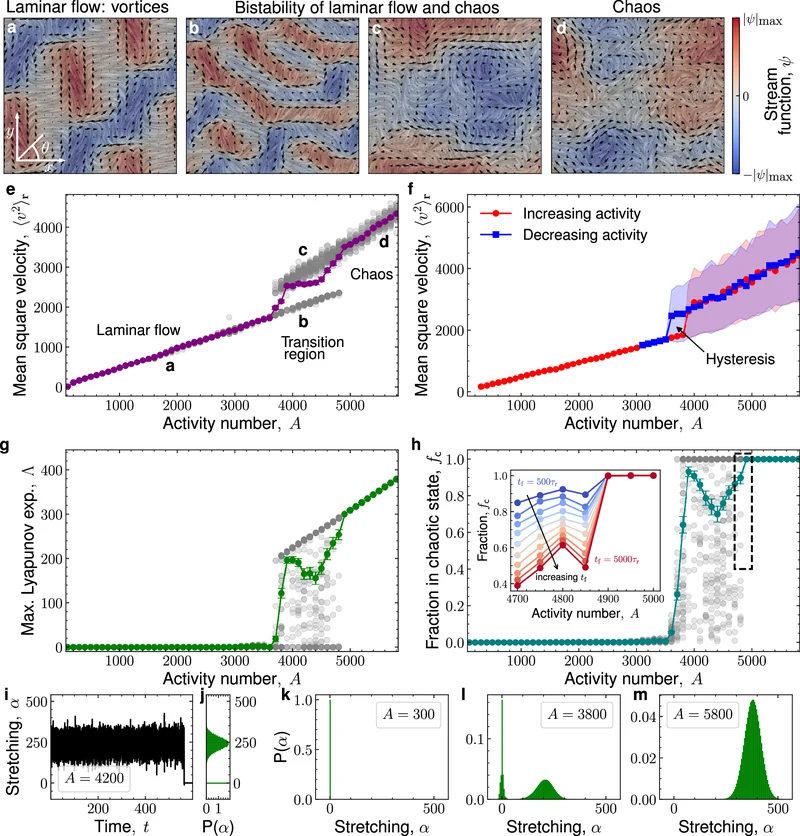 Laminar flow: vortices
Bistability of laminar flow and chaos
Chaos
a
b
c
d
y
θ
x
|ψ|max
0
−|ψ|max
Stream
function, ψ
e
Mean square velocity, ⟨v²⟩r
4000
3000
2000
1000
0
Laminar flow
a
c
b
d
Chaos
Transition
region
1000 2000 3000 4000 5000
Activity number, A
f
Mean square velocity, ⟨v²⟩r
6000
4000
2000
0
Increasing activity
Decreasing activity
Hysteresis
1000 2000 3000 4000 5000
Activity number, A
g
Max. Lyapunov exp., Λ
400
300
200
100
0
1000 2000 3000 4000 5000
Activity number, A
h
Fraction in chaotic state, fc
1.0
0.8
0.6
0.4
0.2
0.0
1000 2000 3000 4000 5000
Activity number, A
Fraction, fc
1.0
0.8
0.6
0.4
tf = 500τr
tf = 5000τr
increasing tf
4700 4800 4900 5000
Activity number, A
i
Stretching, α
500
250
0
A = 4200
200 400
Time, t
j
500
250
0
0 1
P(α)
k
P(α)
1.0
0.5
0.0
A = 300
0 500
Stretching, α
l
0.1
0.0
A = 3800
0 500
Stretching, α
m
0.04
0.02
0.00
A = 5800
0 500
Stretching, α